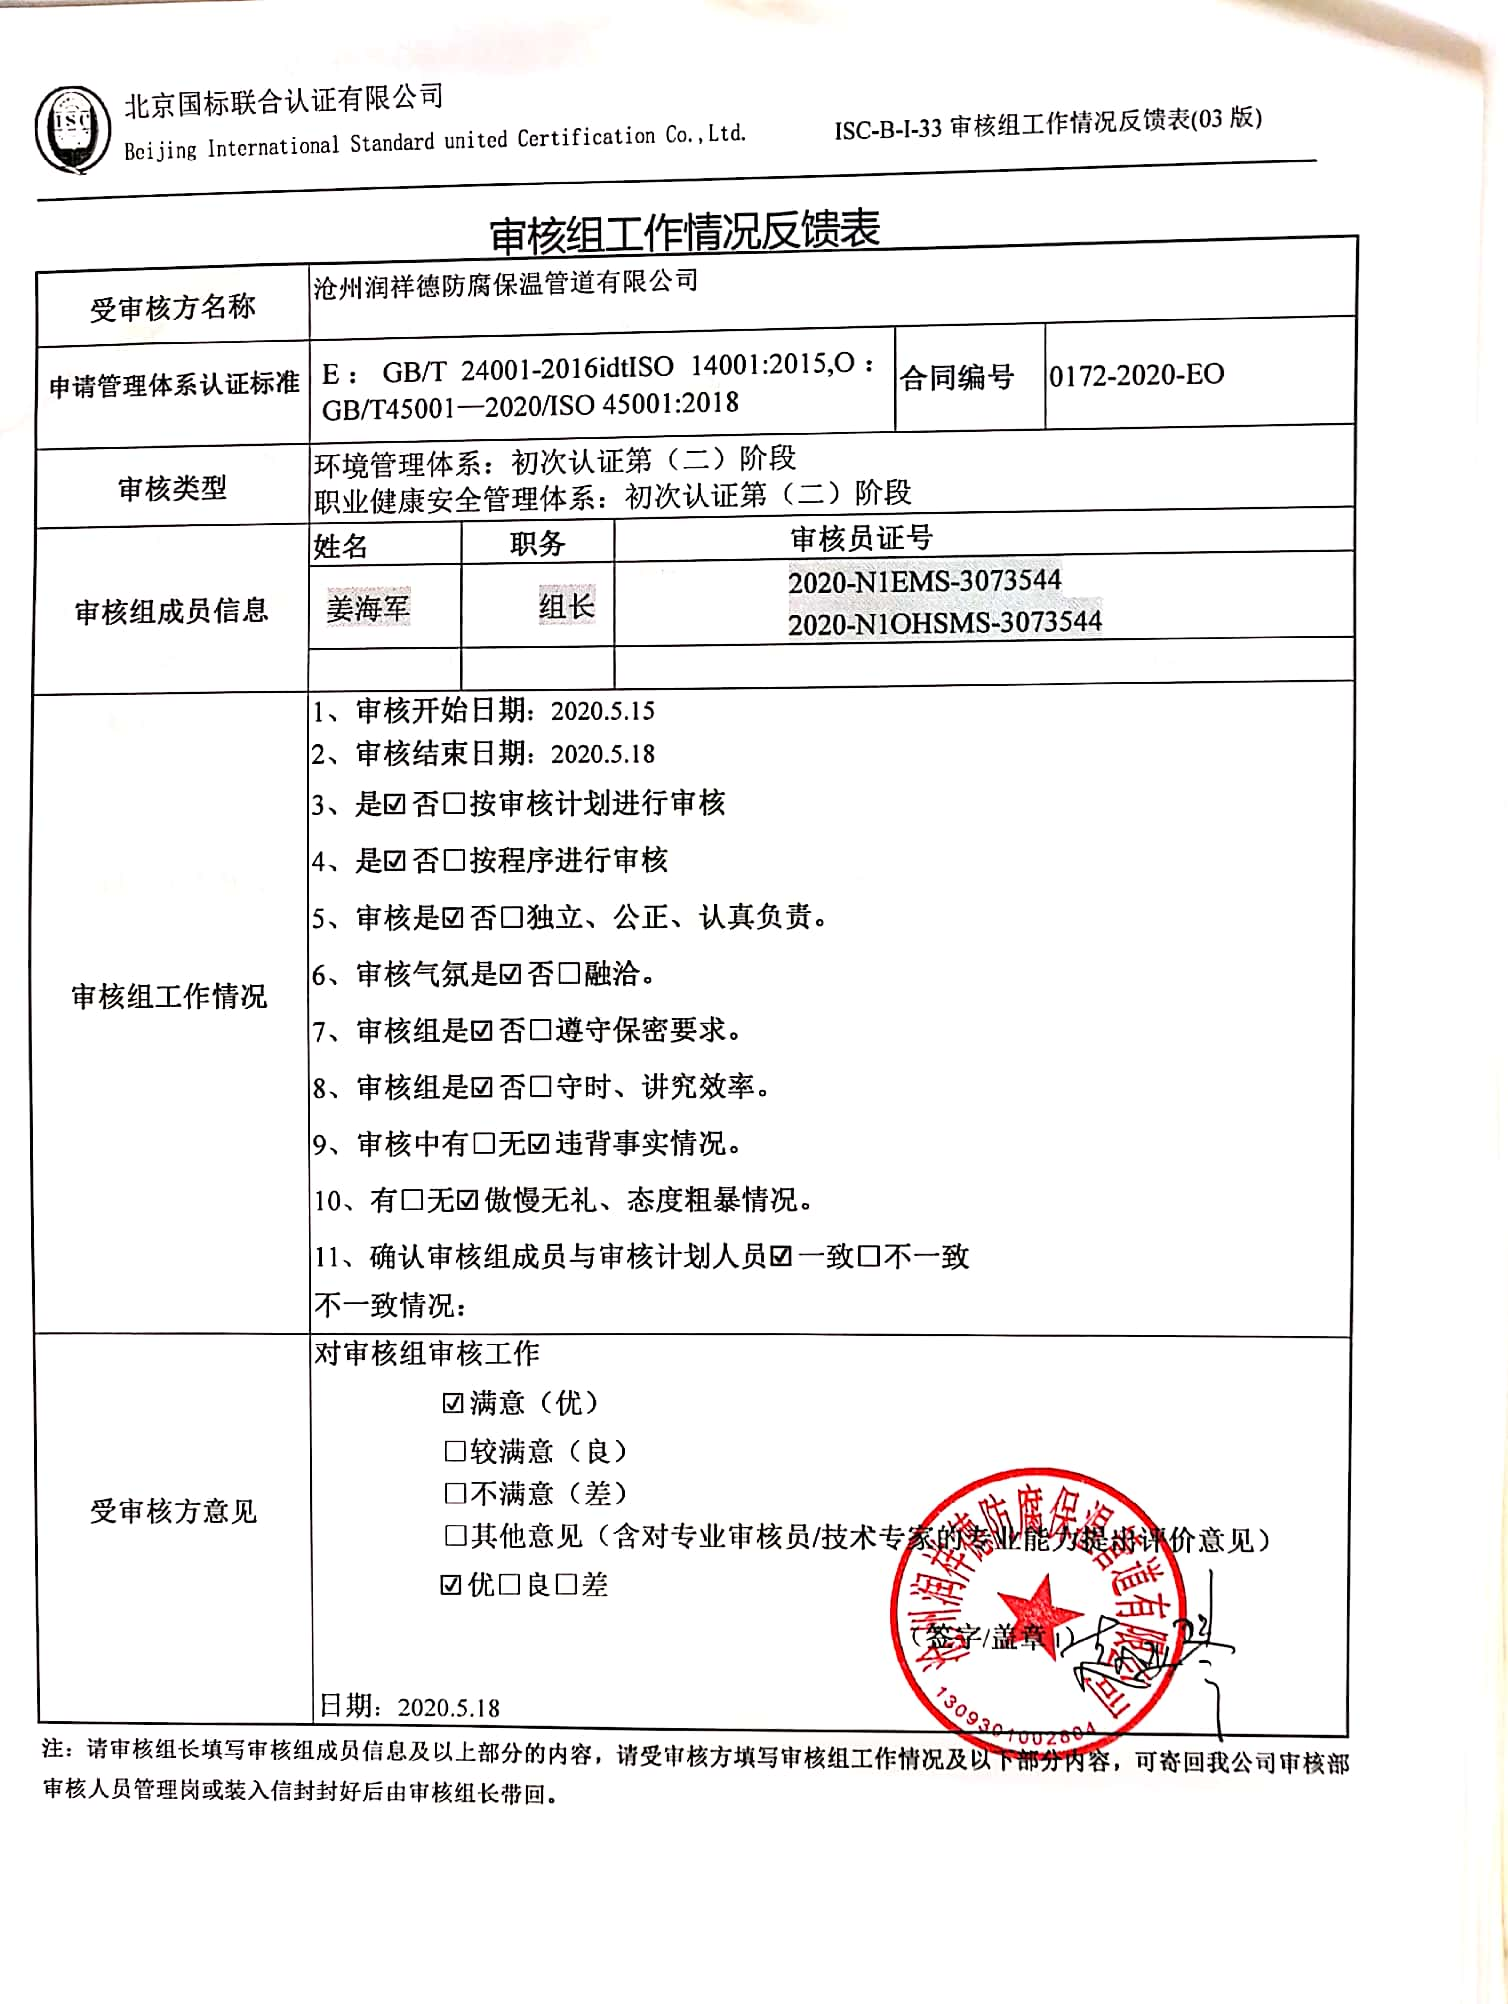 ISC
北京国标联合认证有限公司
Beijing International Standard united Certification Co.,Ltd.
ISC-B-I-33 审核组工作情况反馈表(03 版)
审核组工作情况反馈表
受审核方名称
沧州润祥德防腐保温管道有限公司
申请管理体系认证标准
E： GB/T 24001-2016idtISO 14001:2015,O：
GB/T45001—2020/ISO 45001:2018
合同编号
0172-2020-EO
审核类型
环境管理体系：初次认证第（二）阶段
职业健康安全管理体系：初次认证第（二）阶段
审核组成员信息
姓名 职务 审核员证号
姜海军 组长 2020-N1EMS-3073544
2020-N1OHSMS-3073544
审核组工作情况
1、审核开始日期：2020.5.15
2、审核结束日期：2020.5.18
3、是☑否□按审核计划进行审核
4、是☑否□按程序进行审核
5、审核是☑否□独立、公正、认真负责。
6、审核气氛是☑否□融洽。
7、审核组是☑否□遵守保密要求。
8、审核组是☑否□守时、讲究效率。
9、审核中有□无☑违背事实情况。
10、有□无☑傲慢无礼、态度粗暴情况。
11、确认审核组成员与审核计划人员☑一致□不一致
不一致情况：
受审核方意见
对审核组审核工作
☑满意（优）
□较满意（良）
□不满意（差）
□其他意见（含对专业审核员/技术专家的专业能力提出评价意见）
☑优□良□差
（签字/盖章）
沧州润祥德防腐保温管道有限公司
1309301002804
日期：2020.5.18
注：请审核组长填写审核组成员信息及以上部分的内容，请受审核方填写审核组工作情况及以下部分内容，可寄回我公司审核部
审核人员管理岗或装入信封封好后由审核组长带回。